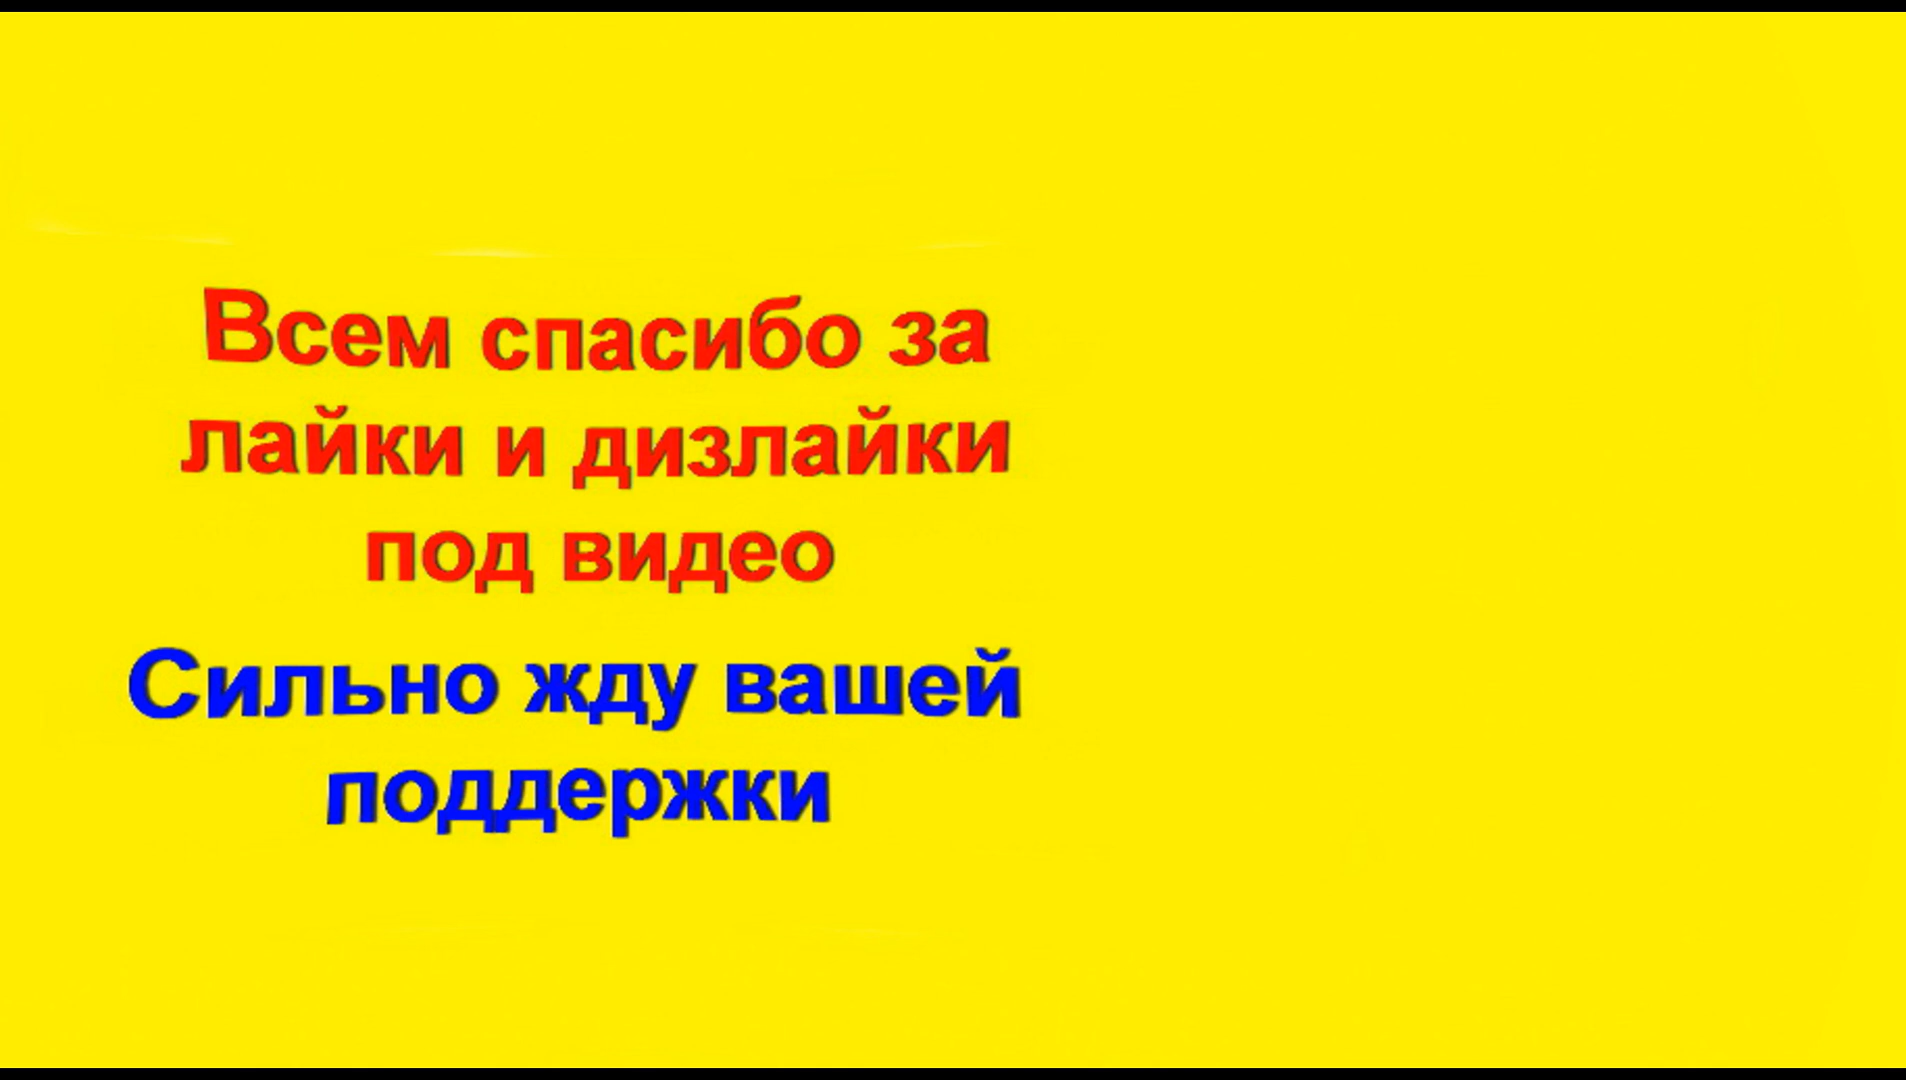 Всем спасибо за
лайки и дизлайки
под видео
Сильно жду вашей
поддержки